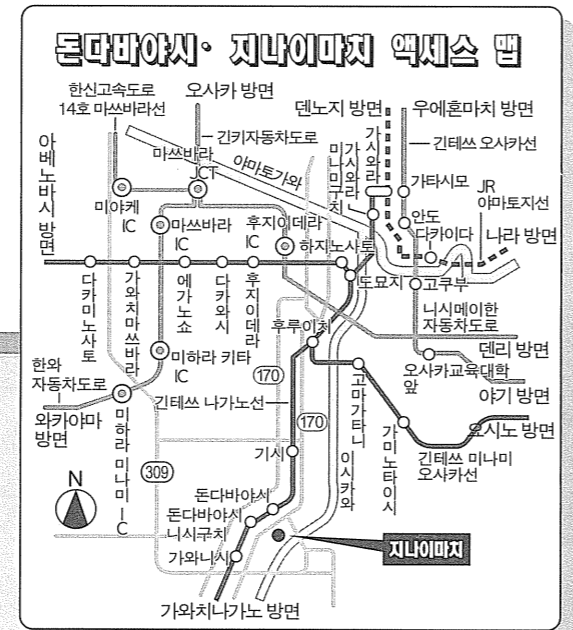 돈다바야시· 지나이마치 액세스 맵
한신고속도로
14호 마쓰바라선
오사카 방면
덴노지 방면
우에혼마치 방면
긴키자동차도로
긴테쓰 오사카선
아베노바시 방면
마쓰바라
JCT
야마토가와
미나미구치
가시와라
가시와라
가타시모
JR
야마토지선
미야케
IC
마쓰바라
IC
후지이데라
IC
하지노사토
안도
다카이다
나라 방면
도묘지
고쿠부
다카미노사토
가와치마쓰바라
에가노쇼
다카와시
후지이데라
후루이치
니시메이한
자동차도로
덴리 방면
한와
자동차도로
미하라 키타
IC
170
오사카교육대학
앞
와카야마
방면
야기 방면
미하라 미나미 IC
긴테쓰 나가노선
170
고마가타니
가미노타이시
요시노 방면
긴테쓰 미나미
오사카선
이시카와
기시
309
N
돈다바야시
돈다바야시
니시구치
가와니시
지나이마치
가와치나가노 방면